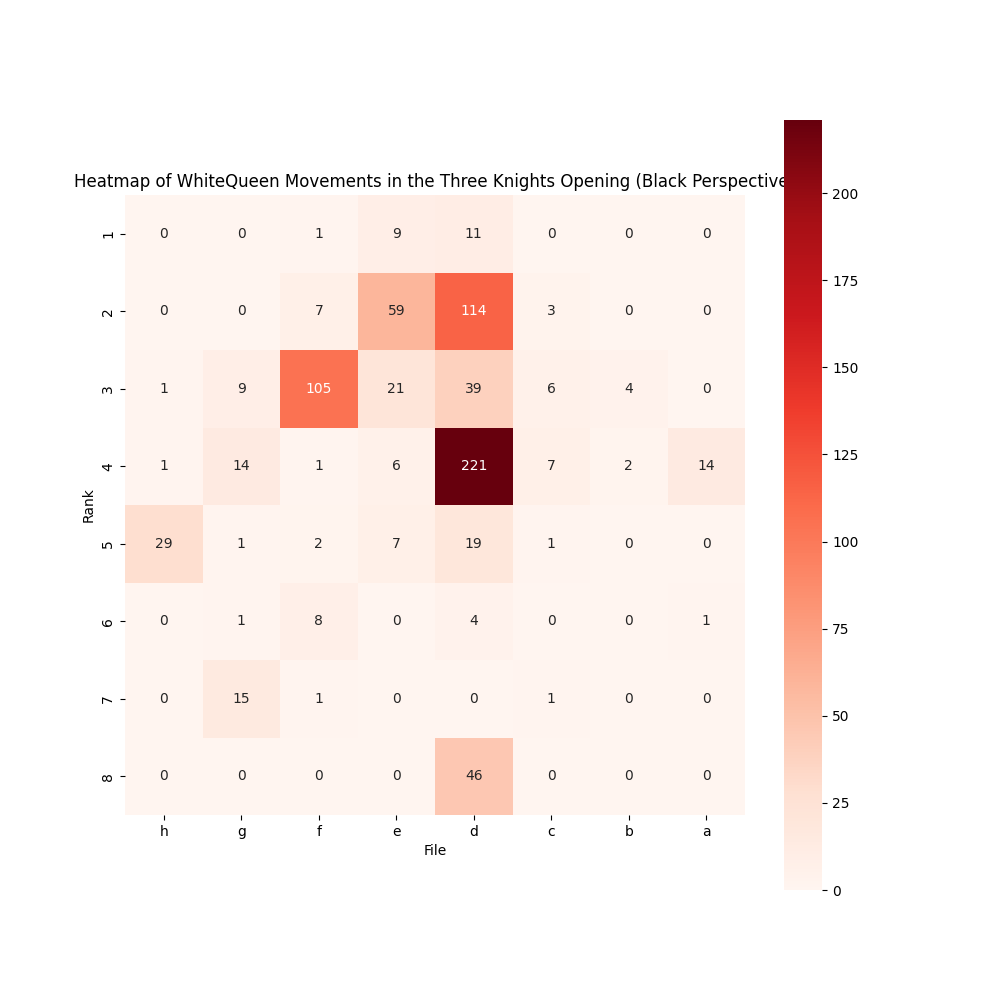 Heatmap of WhiteQueen Movements in the Three Knights Opening (Black Perspective
1 0 0 1 9 11 0 0 0
2 0 0 7 59 114 3 0 0
3 1 9 105 21 39 6 4 0
4 1 14 1 6 221 7 2 14
5 29 1 2 7 19 1 0 0
6 0 1 8 0 4 0 0 1
7 0 15 1 0 0 1 0 0
8 0 0 0 0 46 0 0 0
Rank
h g f e d c b a
File
200
175
150
125
100
75
50
25
0